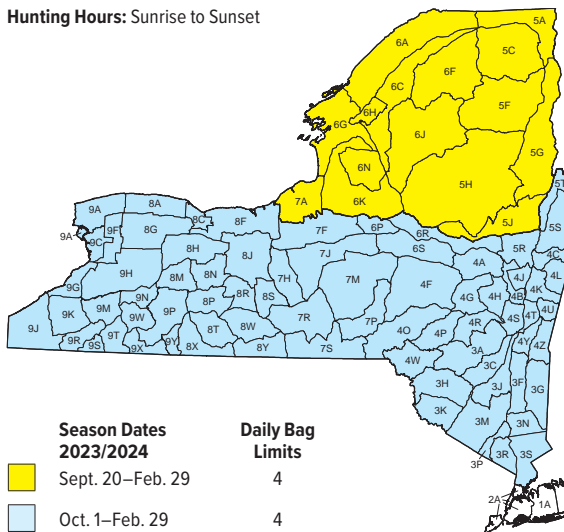 Hunting Hours: Sunrise to Sunset
5A
6A
5C
6F
6C
5F
6H
6G
6J
5G
6N
5H
7A
6K
5T
5J
9A
8A
8C
8F
6P
6R
5S
9A
9F
8G
7F
6S
5R
9C
8H
8J
7J
4A
4C
9H
8M
8N
7H
7M
4F
4J
4L
9G
8R
8S
4G
4H
4B
4K
9N
8P
9K
9M
9W
9P
7R
7P
4R
4S
4T
4U
9J
9T
8T
8W
4O
4P
4Y
4Z
9R
9S
9X
9Y
8X
8Y
7S
3A
4W
3C
3H
3J
3F
3G
3K
3M
3N
3P
3R
3S
2A
1A
Season Dates Daily Bag
2023/2024 Limits
Sept. 20–Feb. 29 4
Oct. 1–Feb. 29 4